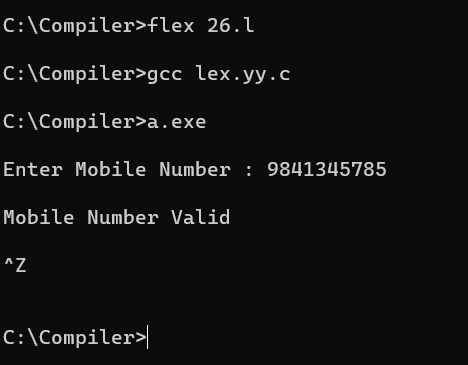 C:\Compiler>flex 26.l
C:\Compiler>gcc lex.yy.c
C:\Compiler>a.exe
Enter Mobile Number : 9841345785
Mobile Number Valid
^Z
C:\Compiler>